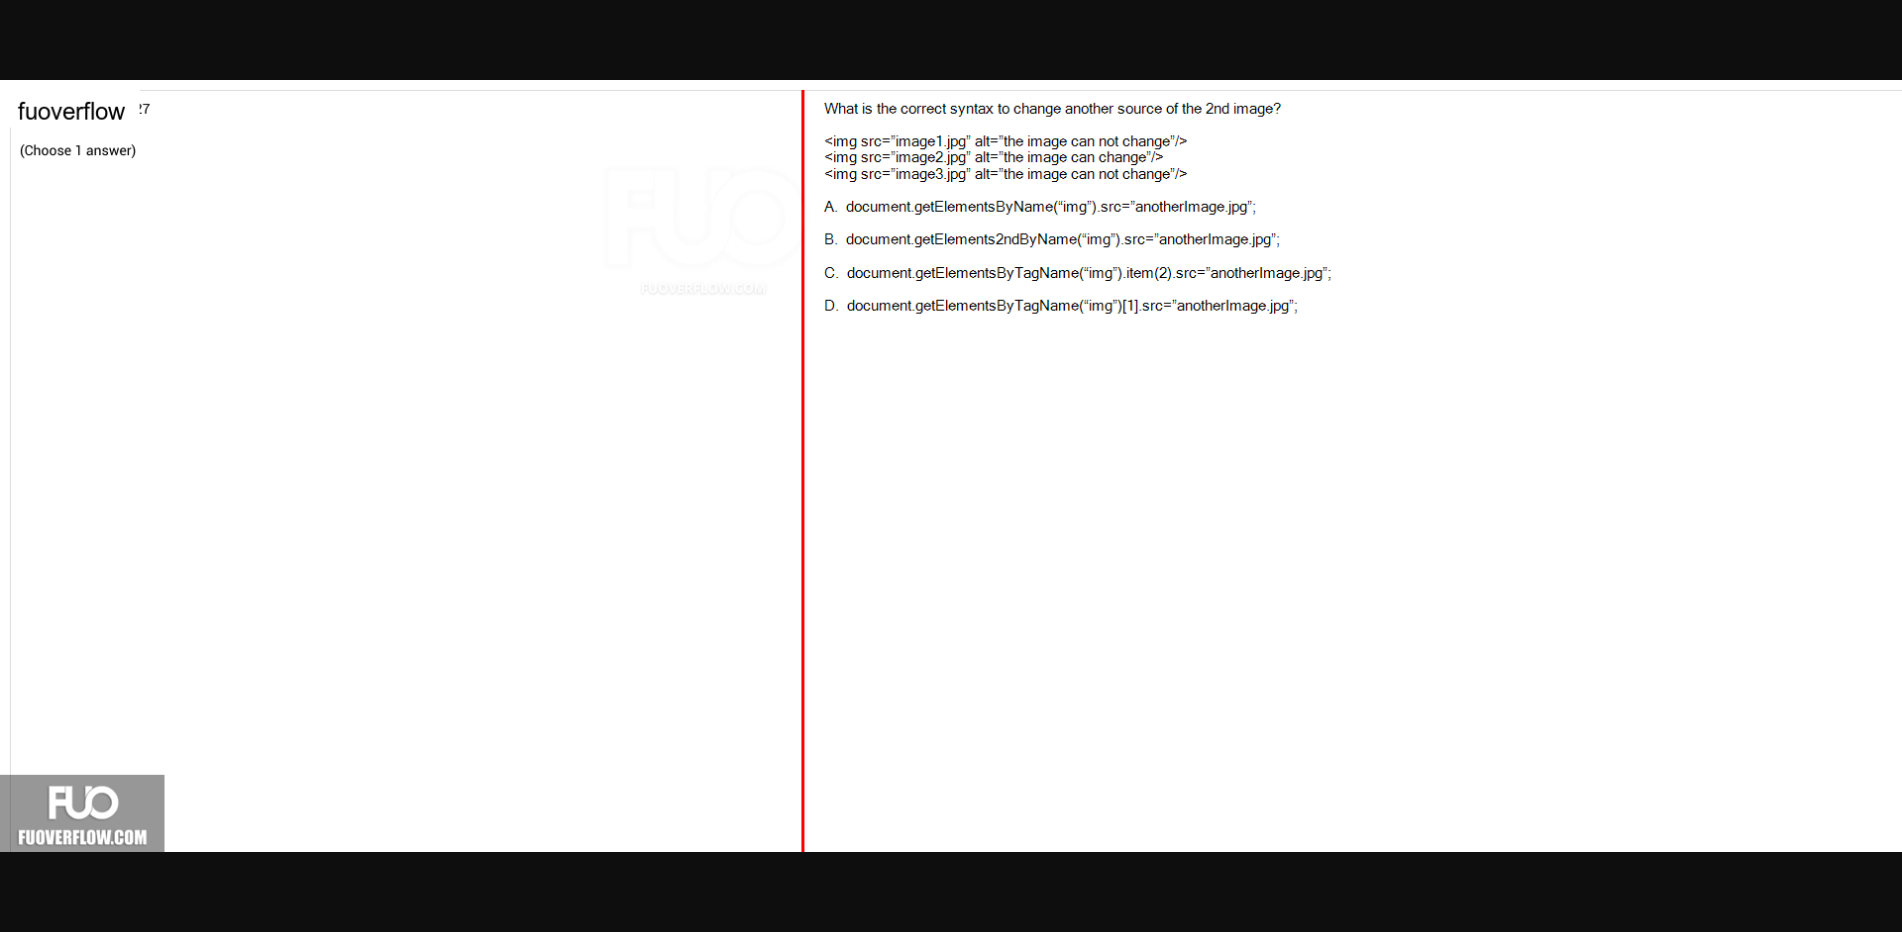 fuoverflow
27
(Choose 1 answer)
What is the correct syntax to change another source of the 2nd image?
<img src="image1.jpg" alt="the image can not change"/>
<img src="image2.jpg" alt="the image can change"/>
<img src="image3.jpg" alt="the image can not change"/>
A. document.getElementsByName(“img”).src=”anotherImage.jpg”;
B. document.getElements2ndByName(“img”).src=”anotherImage.jpg”;
C. document.getElementsByTagName(“img”).item(2).src=”anotherImage.jpg”;
D. document.getElementsByTagName(“img”)[1].src=”anotherImage.jpg”;
FUO
FUOVERFLOW.COM
FUO
FUOVERFLOW.COM